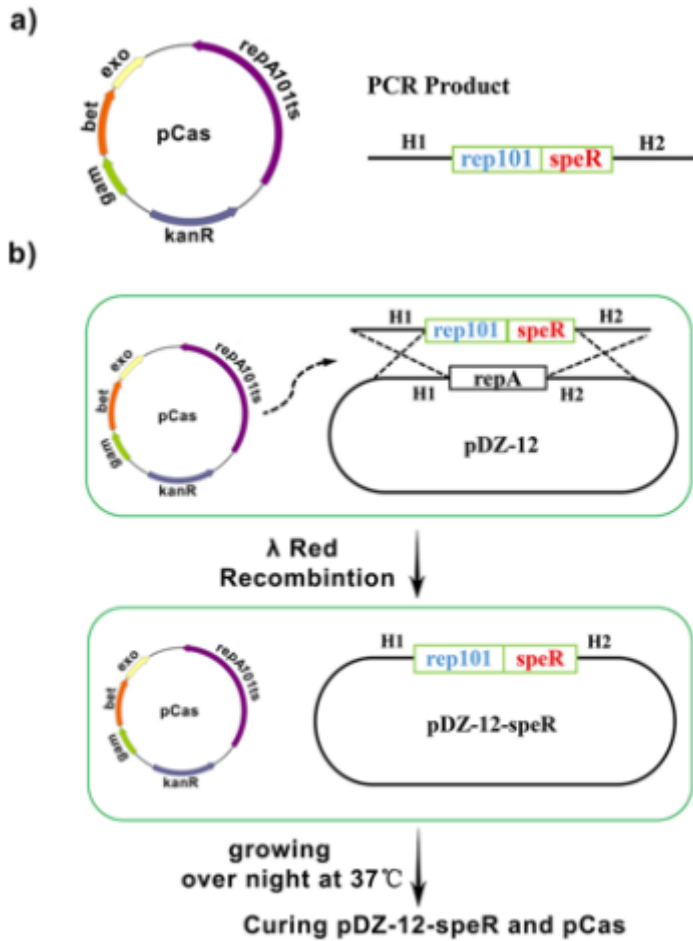 a)
exo
repA101ts
bet
pCas
gam
kanR
PCR Product
H1
rep101 speR
H2
b)
exo
repA101ts
bet
pCas
gam
kanR
H1
rep101 speR
H2
H1
repA
H2
pDZ-12
λ Red
Recombintion
exo
repA101ts
bet
pCas
gam
kanR
H1
rep101 speR
H2
pDZ-12-speR
growing
over night at 37℃
Curing pDZ-12-speR and pCas